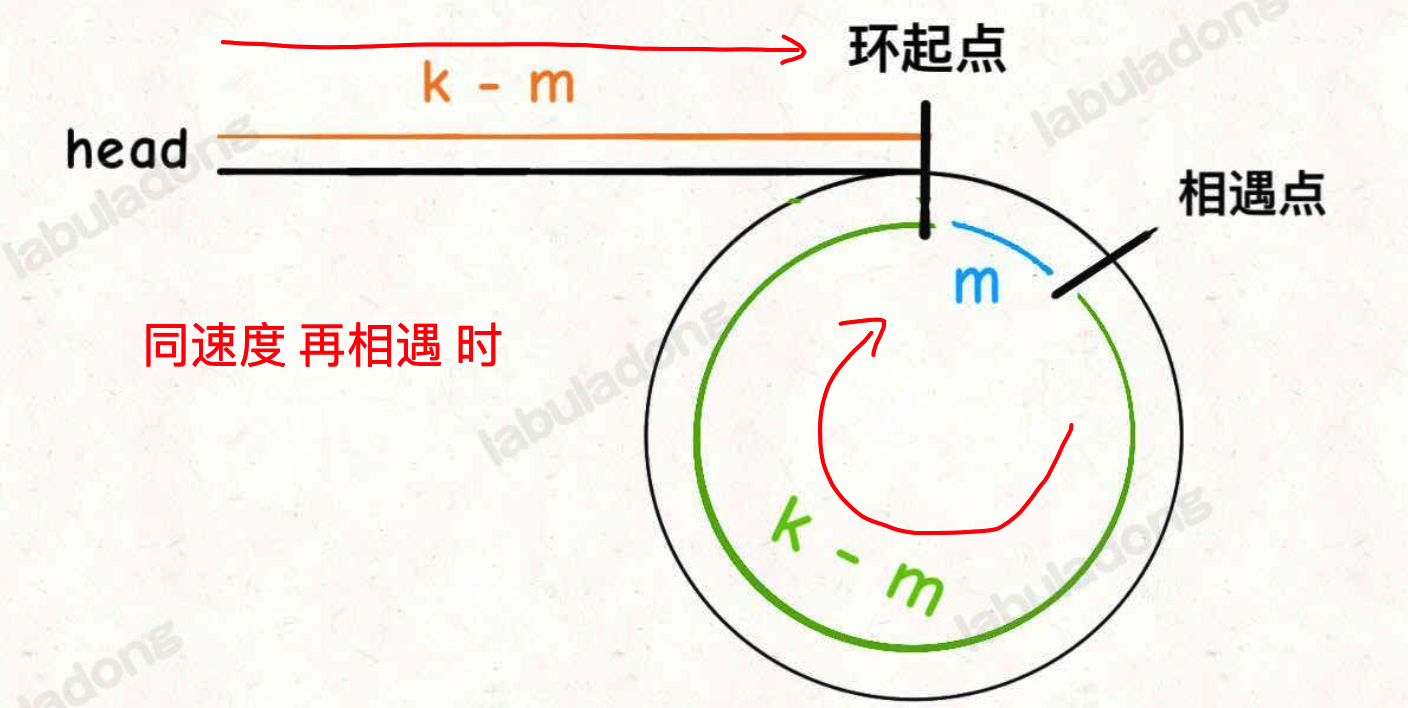 labuladong
环起点
k - m
head
labuladong
labuladong
相遇点
m
同速度 再相遇 时
labuladong
k - m
labuladong
ladong